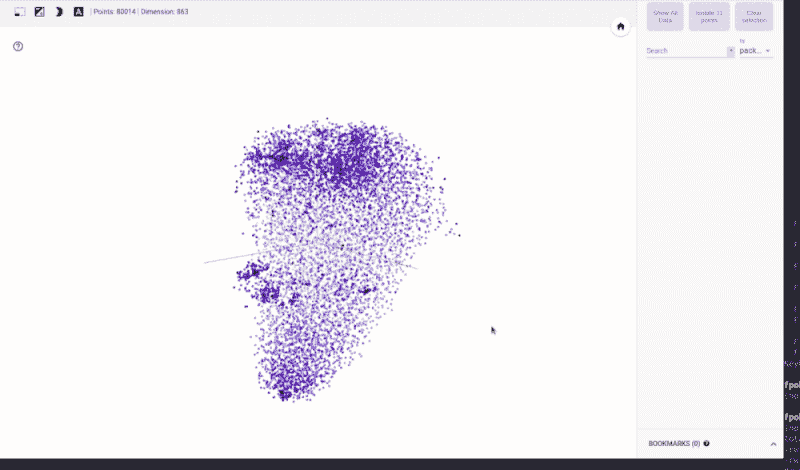 A | Points: 80014 | Dimension: 863
Show All
Data
Isolate 11
points
Clear
selection
by
Search
pack...
BOOKMARKS (0)
fpol
fpol